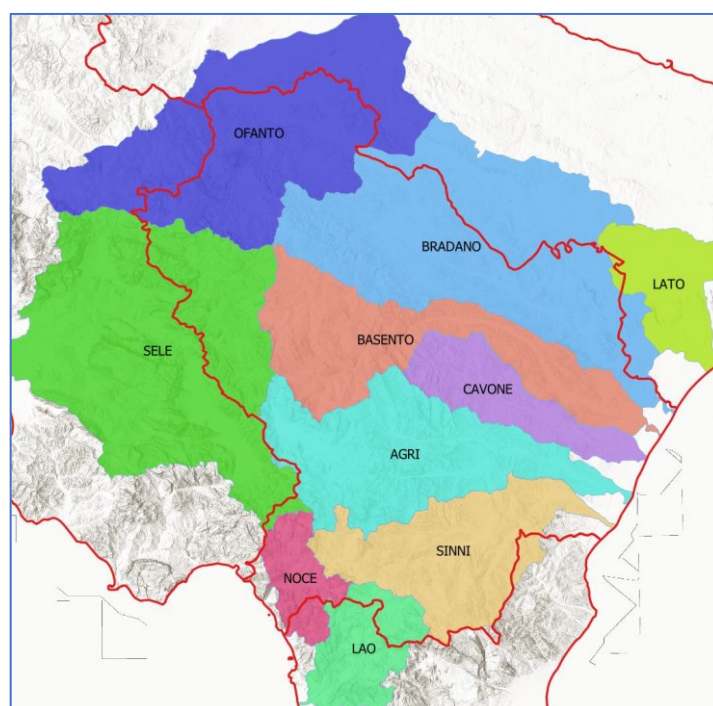 OFANTO
BRADANO
LATO
BASENTO
SELE
CAVONE
AGRI
SINNI
NOCE
LAO